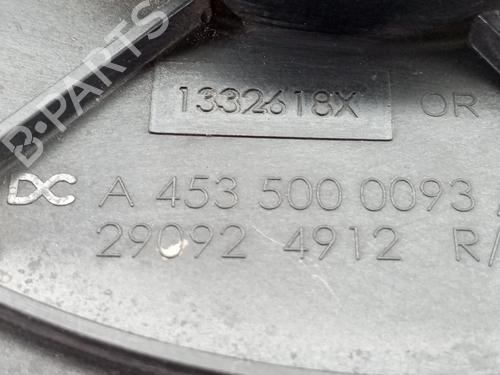 B-PARTS
1332618X OR
DC A 453 500 0093
29092 4912 R/